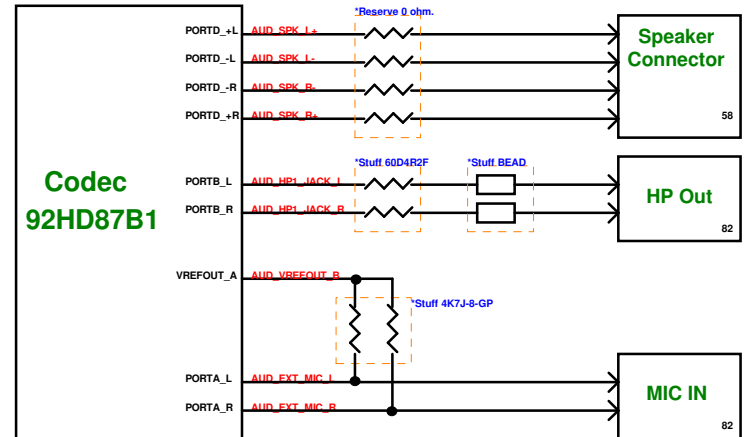 *Reserve 0 ohm.
PORTD_+L AUD_SPK_L+
PORTD_-L AUD_SPK_L-
PORTD_-R AUD_SPK_R-
PORTD_+R AUD_SPK_R+
Speaker
Connector
58
*Stuff 60D4R2F *Stuff BEAD
Codec
92HD87B1
PORTB_L AUD_HP1_JACK_L
PORTB_R AUD_HP1_JACK_R
HP Out
82
VREFOUT_A AUD_VREFOUT_B
*Stuff 4K7J-8-GP
PORTA_L AUD_EXT_MIC_L
PORTA_R AUD_EXT_MIC_R
MIC IN
82